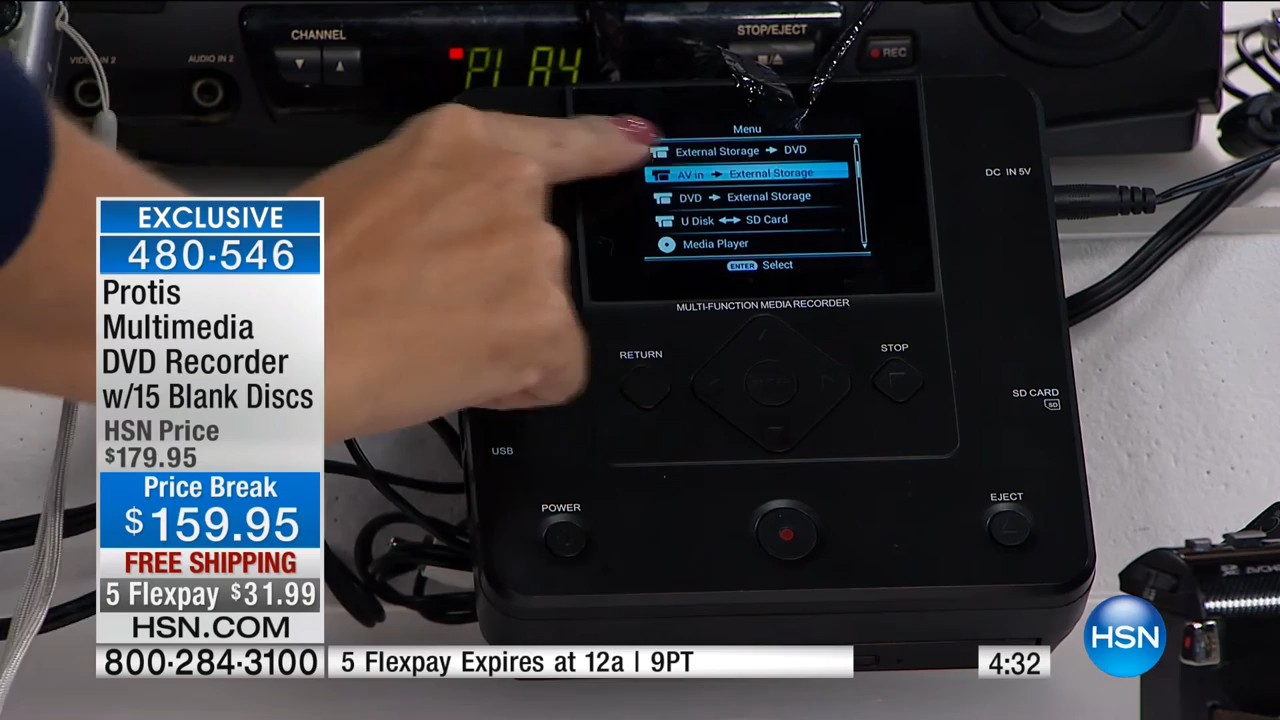 CHANNEL
STOP/EJECT
VIDEO IN 2
AUDIO IN 2
REC
Menu
External Storage → DVD
AV in → External Storage
DVD → External Storage
U Disk ↔ SD Card
Media Player
ENTER Select
DC IN 5V
MULTI-FUNCTION MEDIA RECORDER
RETURN
STOP
SD CARD
SD
USB
POWER
EJECT
EXCLUSIVE
480·546
Protis
Multimedia
DVD Recorder
w/15 Blank Discs
HSN Price
$179.95
Price Break
$159.95
FREE SHIPPING
5 Flexpay $31.99
HSN.COM
800·284·3100
5 Flexpay Expires at 12a | 9PT
4:32
HSN